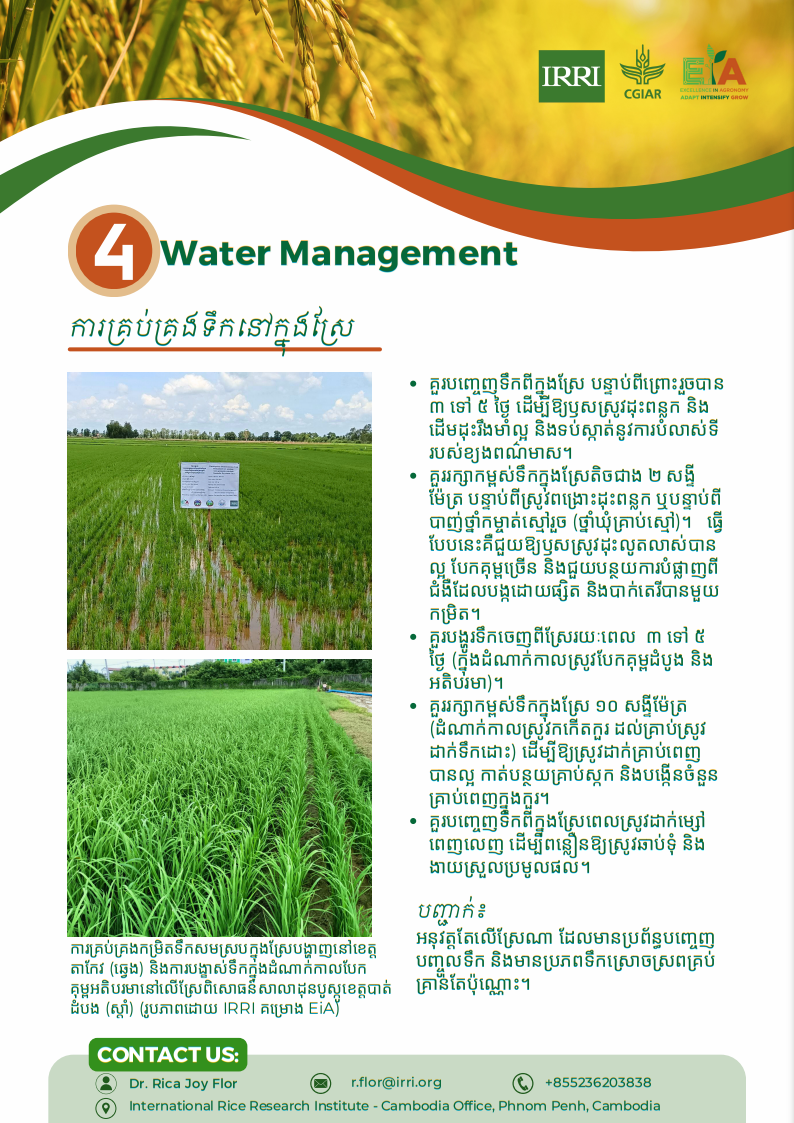 IRRI
CGIAR
EiA
EXCELLENCE IN AGRONOMY
ADAPT INTENSIFY GROW
4
Water Management
ការគ្រប់គ្រងទឹកនៅក្នុងស្រែ
គួរបញ្ចេញទឹកពីក្នុងស្រែ បន្ទាប់ពីព្រោះរួចបាន
៣ ទៅ ៥ ថ្ងៃ ដើម្បីឱ្យឫសស្រូវដុះពន្លក និង
ដើមដុះរឹងមាំល្អ និងទប់ស្កាត់នូវការបំលាស់ទី
របស់ខ្យងពណ៌មាស។
គួររក្សាកម្ពស់ទឹកក្នុងស្រែតិចជាង ២ សង្ទី
ម៉ែត្រ បន្ទាប់ពីស្រូវពង្រោះដុះពន្លក ឬបន្ទាប់ពី
បាញ់ថ្នាំកម្ចាត់ស្មៅរួច (ថ្នាំឃុំគ្រាប់ស្មៅ)។ ធ្វើ
បែបនេះគឺជួយឱ្យឫសស្រូវដុះលូតលាស់បាន
ល្អ បែកគុម្ពច្រើន និងជួយបន្ថយការបំផ្លាញពី
ជំងឺដែលបង្កដោយផ្សិត និងបាក់តេរីបានមួយ
កម្រិត។
គួរបង្ហូរទឹកចេញពីស្រែរយៈពេល ៣ ទៅ ៥
ថ្ងៃ (ក្នុងដំណាក់កាលស្រូវបែកគុម្ពដំបូង និង
អតិបរមា)។
គួររក្សាកម្ពស់ទឹកក្នុងស្រែ ១០ សង្ទីម៉ែត្រ
(ដំណាក់កាលស្រូវកកើតកួរ ដល់គ្រាប់ស្រូវ
ដាក់ទឹកដោះ) ដើម្បីឱ្យស្រូវដាក់គ្រាប់ពេញ
បានល្អ កាត់បន្ថយគ្រាប់ស្កក និងបង្កើនចំនួន
គ្រាប់ពេញក្នុងកួរ។
គួរបញ្ចេញទឹកពីក្នុងស្រែពេលស្រូវដាក់ម្សៅ
ពេញលេញ ដើម្បីពន្លឿនឱ្យស្រូវឆាប់ទុំ និង
ងាយស្រួលប្រមូលផល។
បញ្ជាក់៖
អនុវត្តតែលើស្រែណា ដែលមានប្រព័ន្ធបញ្ចេញ
បញ្ចូលទឹក និងមានប្រភពទឹកស្រោចស្រពគ្រប់
គ្រាន់តែប៉ុណ្ណោះ។
ការគ្រប់គ្រងកម្រិតទឹកសមស្របក្នុងស្រែបង្ហាញនៅខេត្ត
តាកែវ (ឆ្វេង) និងការបង្ខាស់ទឹកក្នុងដំណាក់កាលបែក
គុម្ពអតិបរមានៅលើស្រែពិសោធន៍សាលាដុនបូស្កូខេត្តបាត់
ដំបង (ស្តាំ) (រូបភាពដោយ IRRI គម្រោង EiA)
CONTACT US:
Dr. Rica Joy Flor
r.flor@irri.org
+855236203838
International Rice Research Institute - Cambodia Office, Phnom Penh, Cambodia